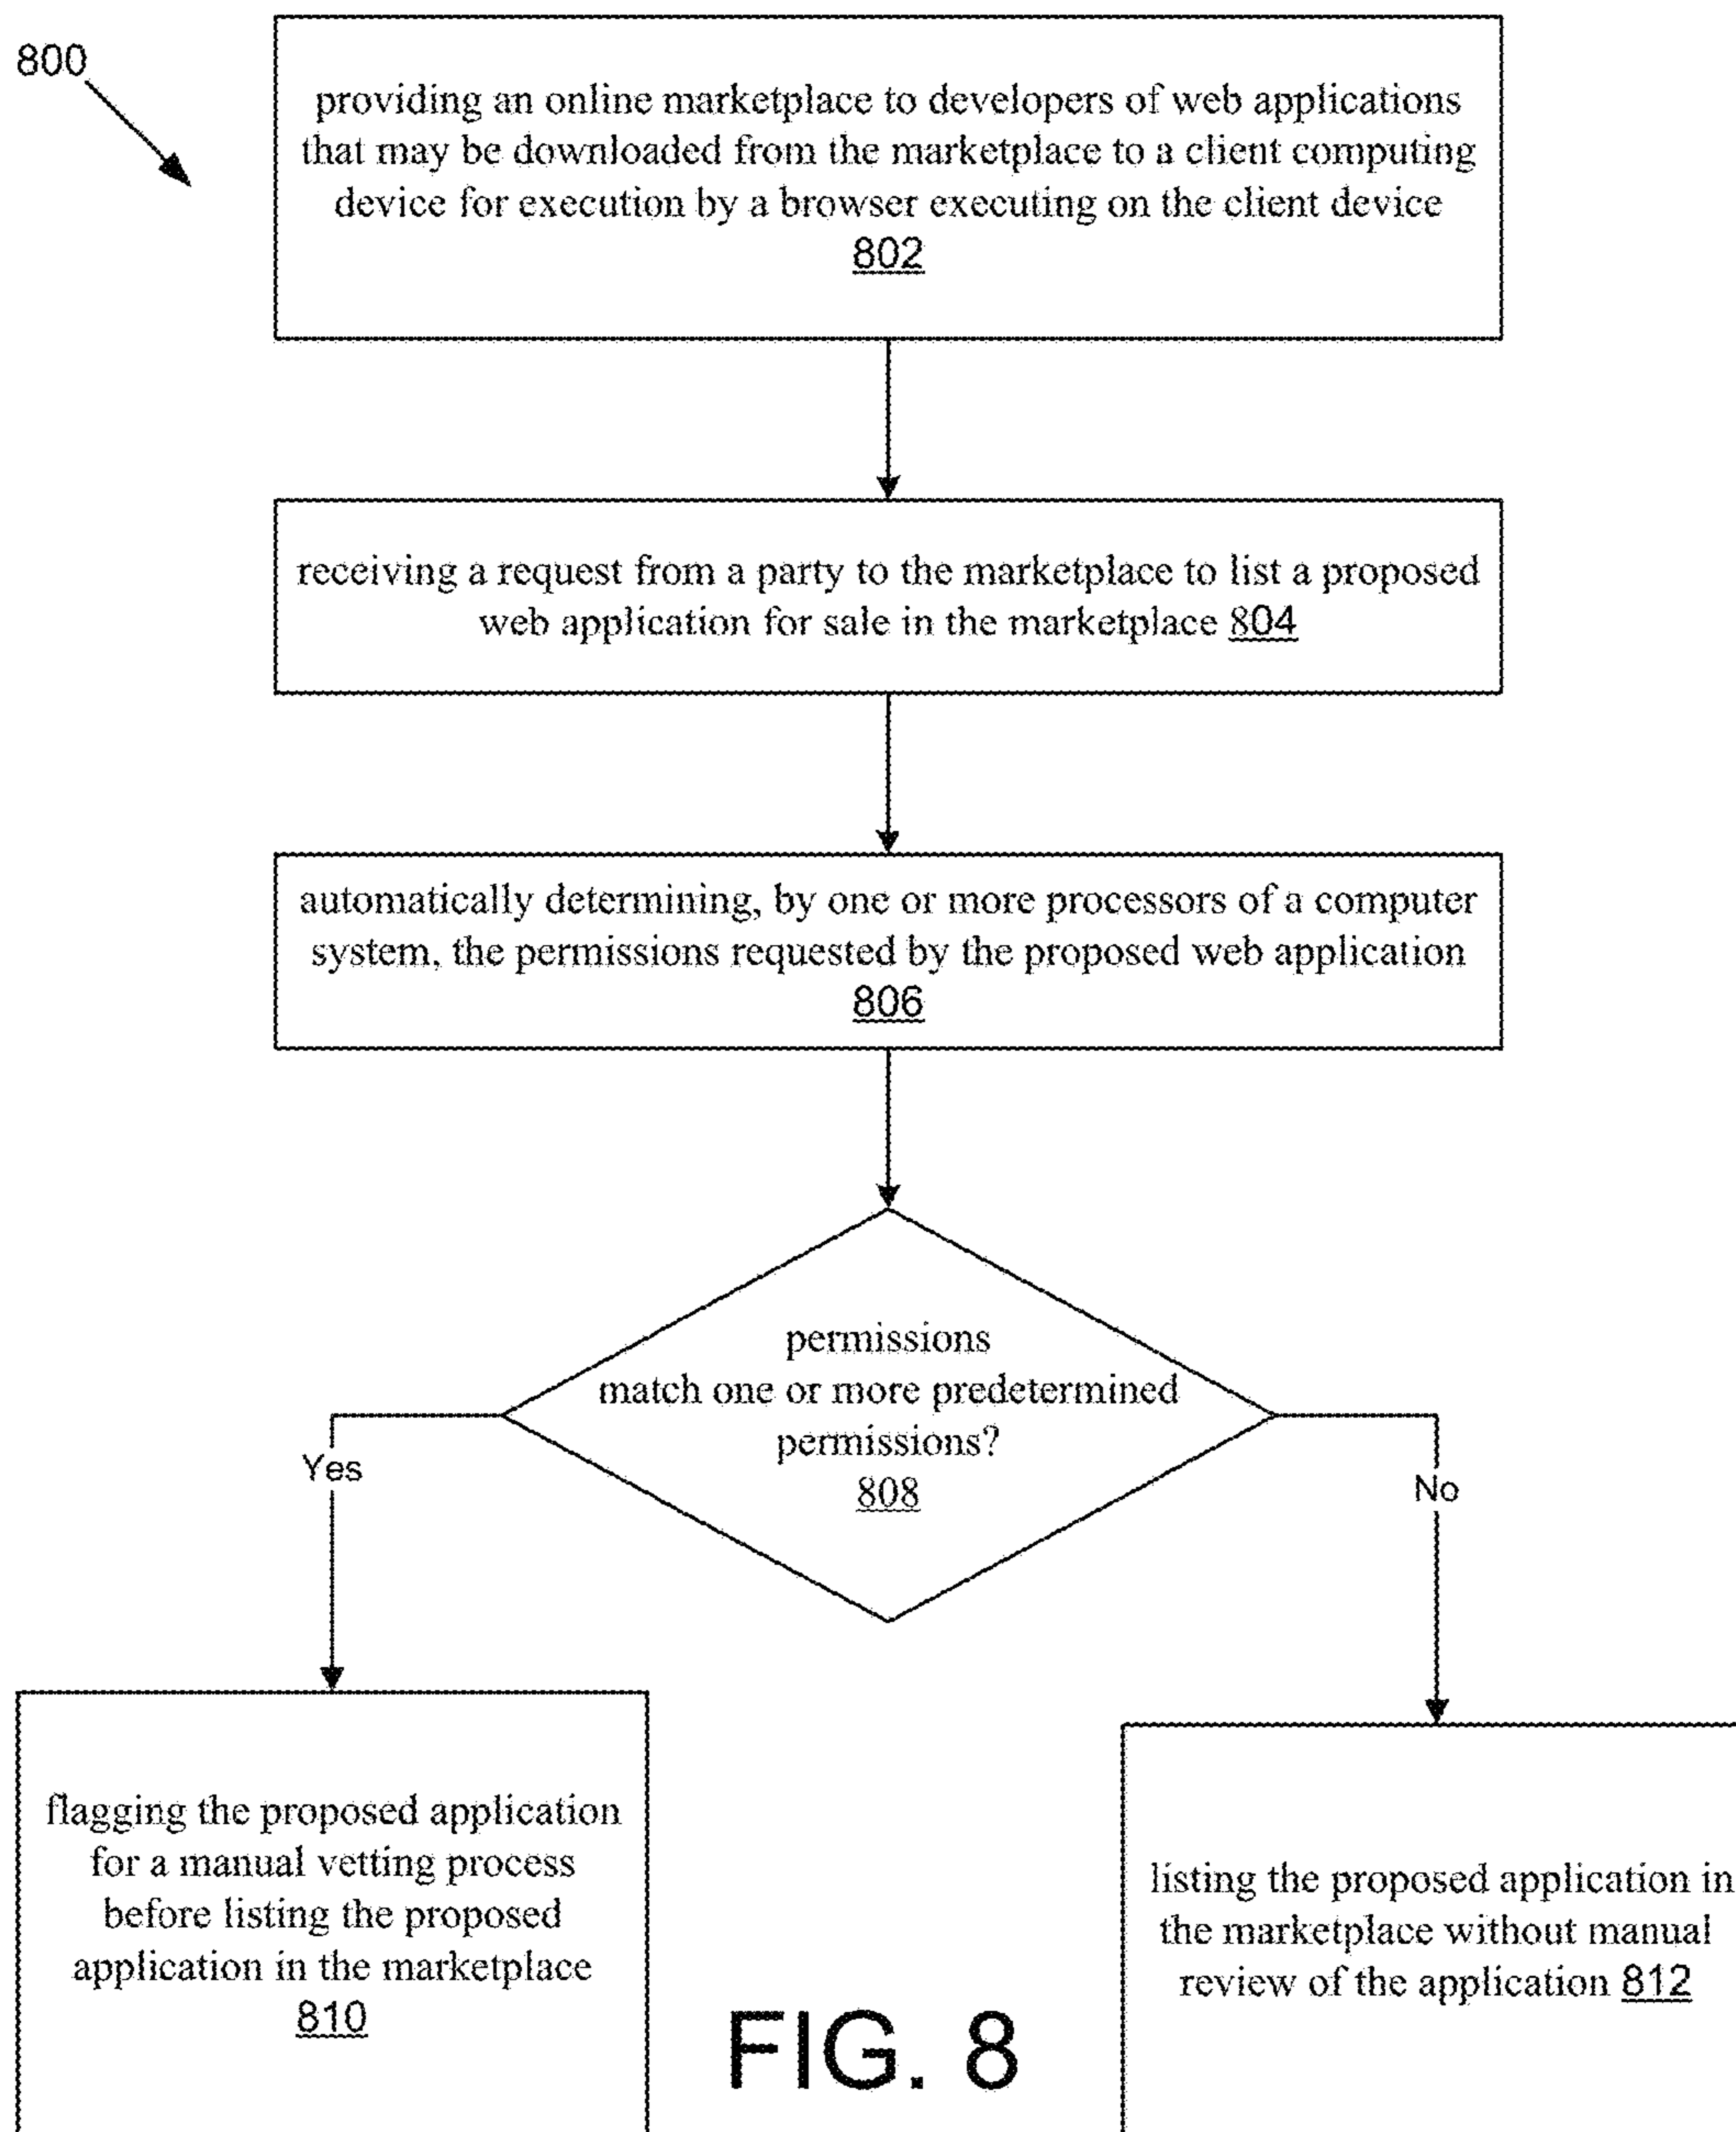 800
providing an online marketplace to developers of web applications
that may be downloaded from the marketplace to a client computing
device for execution by a browser executing on the client device
802
receiving a request from a party to the marketplace to list a proposed
web application for sale in the marketplace 804
automatically determining, by one or more processors of a computer
system, the permissions requested by the proposed web application
806
permissions
match one or more predetermined
permissions?
808
Yes
No
flagging the proposed application
for a manual vetting process
before listing the proposed
application in the marketplace
810
listing the proposed application in
the marketplace without manual
review of the application 812
FIG. 8